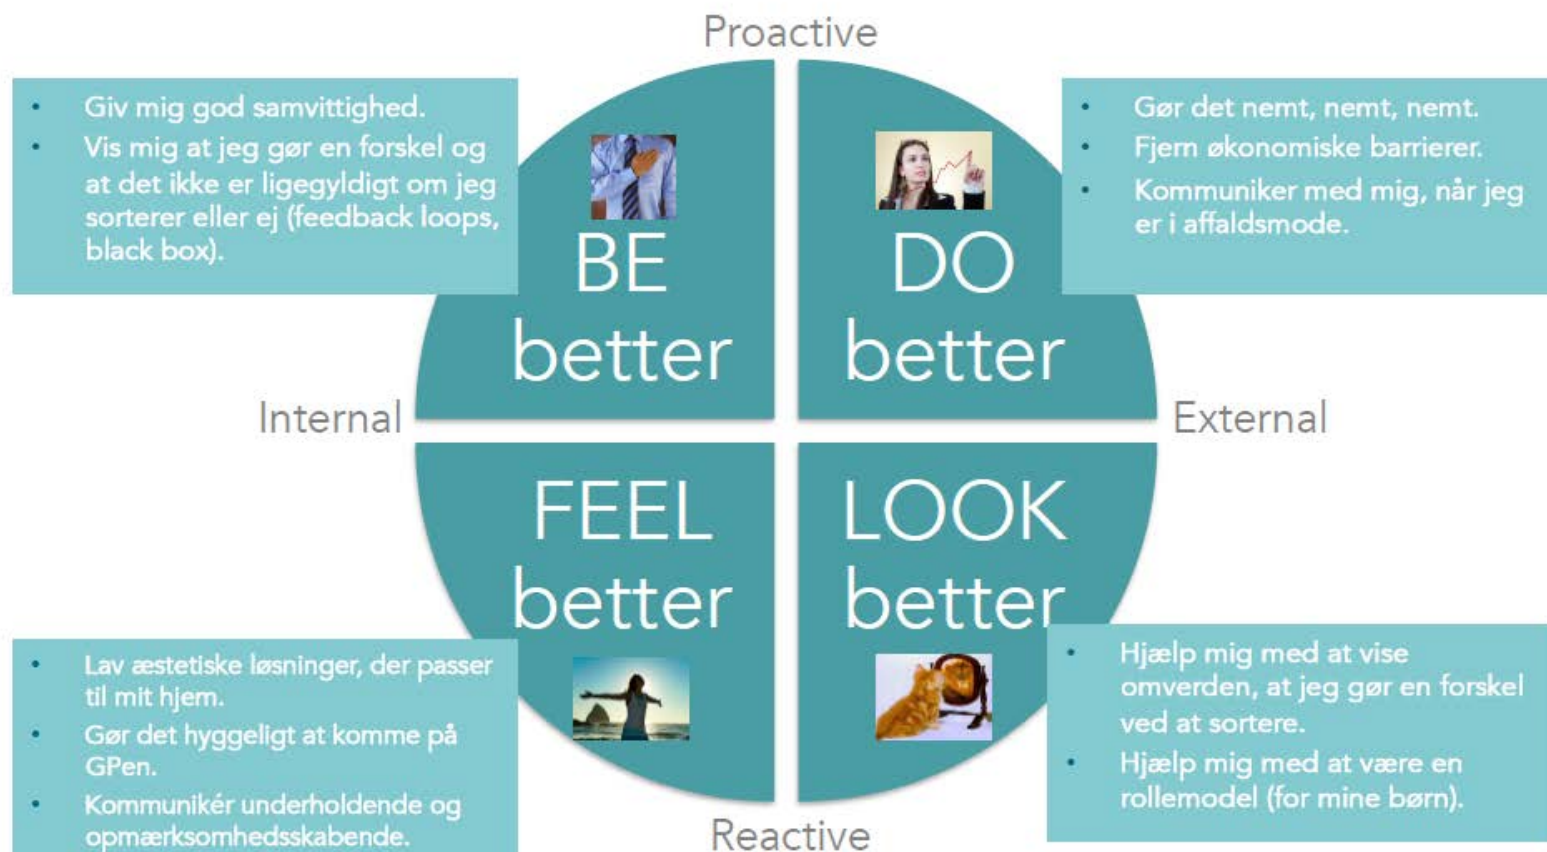 Proactive
• Giv mig god samvittighed.
• Vis mig at jeg gør en forskel og
at det ikke er ligegyldigt om jeg
sorterer eller ej (feedback loops,
black box).
• Gør det nemt, nemt, nemt.
• Fjern økonomiske barrierer.
• Kommuniker med mig, når jeg
er i affaldsmode.
BE
better
DO
better
Internal
External
FEEL
better
LOOK
better
• Lav æstetiske løsninger, der passer
til mit hjem.
• Gør det hyggeligt at komme på
GPen.
• Kommunikér underholdende og
opmærksomhedsskabende.
• Hjælp mig med at vise
omverden, at jeg gør en forskel
ved at sortere.
• Hjælp mig med at være en
rollemodel (for mine børn).
Reactive